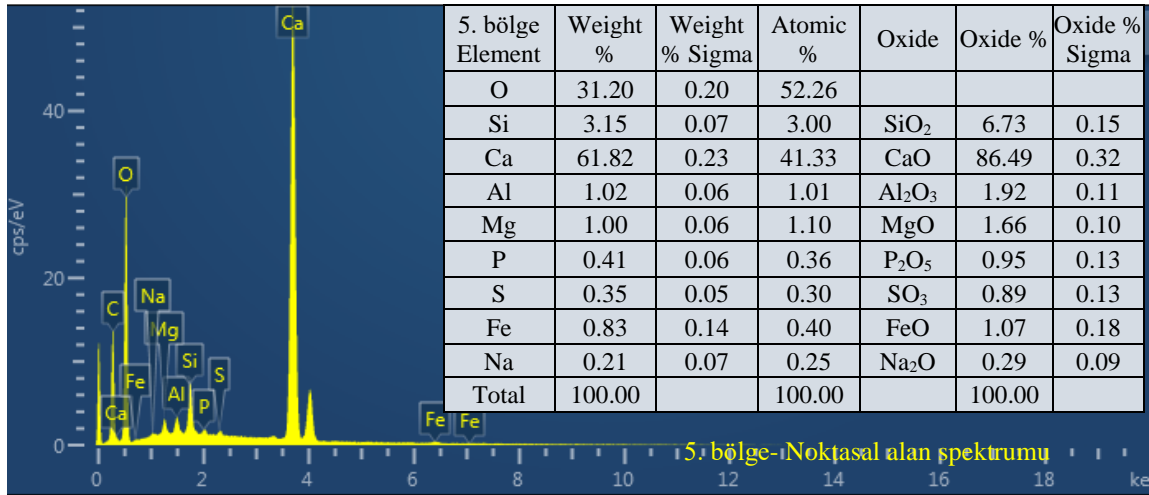 5. bölge Element | Weight % | Weight % Sigma | Atomic % | Oxide | Oxide % | Oxide % Sigma
O | 31.20 | 0.20 | 52.26 | | |
Si | 3.15 | 0.07 | 3.00 | SiO₂ | 6.73 | 0.15
Ca | 61.82 | 0.23 | 41.33 | CaO | 86.49 | 0.32
Al | 1.02 | 0.06 | 1.01 | Al₂O₃ | 1.92 | 0.11
Mg | 1.00 | 0.06 | 1.10 | MgO | 1.66 | 0.10
P | 0.41 | 0.06 | 0.36 | P₂O₅ | 0.95 | 0.13
S | 0.35 | 0.05 | 0.30 | SO₃ | 0.89 | 0.13
Fe | 0.83 | 0.14 | 0.40 | FeO | 1.07 | 0.18
Na | 0.21 | 0.07 | 0.25 | Na₂O | 0.29 | 0.09
Total | 100.00 | | 100.00 | | 100.00 |
cps/eV
40
20
0
Ca
O
C
Na
Mg
Fe
Si
S
Ca
Al
P
Fe Fe
5. bölge- Noktasal alan spektrumu
0 2 4 6 8 10 12 14 16 18 ke